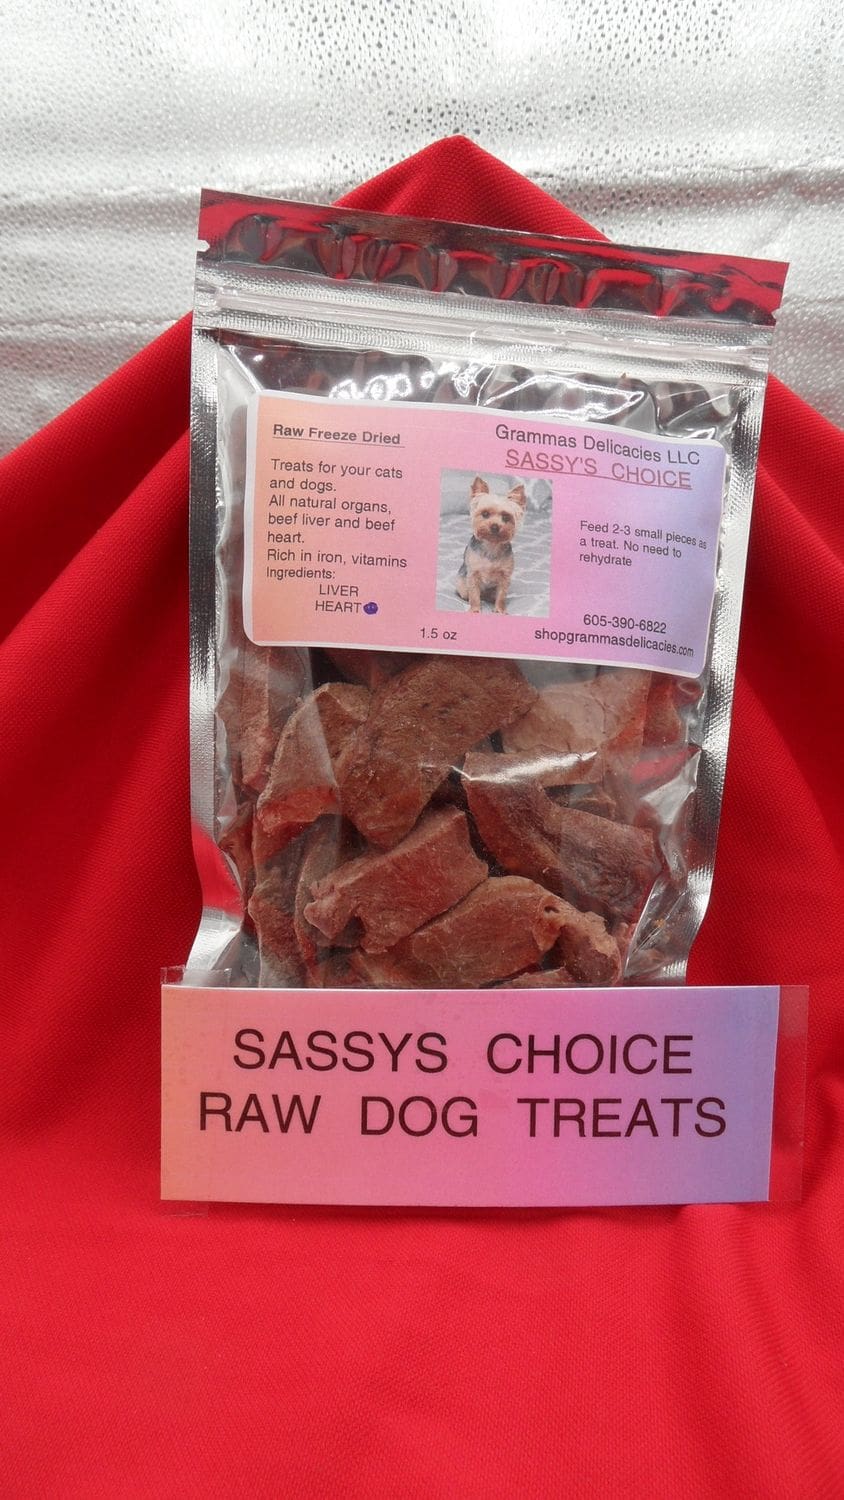 Raw Freeze Dried
Treats for your cats
and dogs.
All natural organs,
beef liver and beef
heart.
Rich in iron, vitamins
Ingredients:
LIVER
HEART
1.5 oz
Grammas Delicacies LLC
SASSY'S CHOICE
Feed 2-3 small pieces as
a treat. No need to
rehydrate
605-390-6822
shopgrammasdelicacies.com
SASSYS CHOICE
RAW DOG TREATS